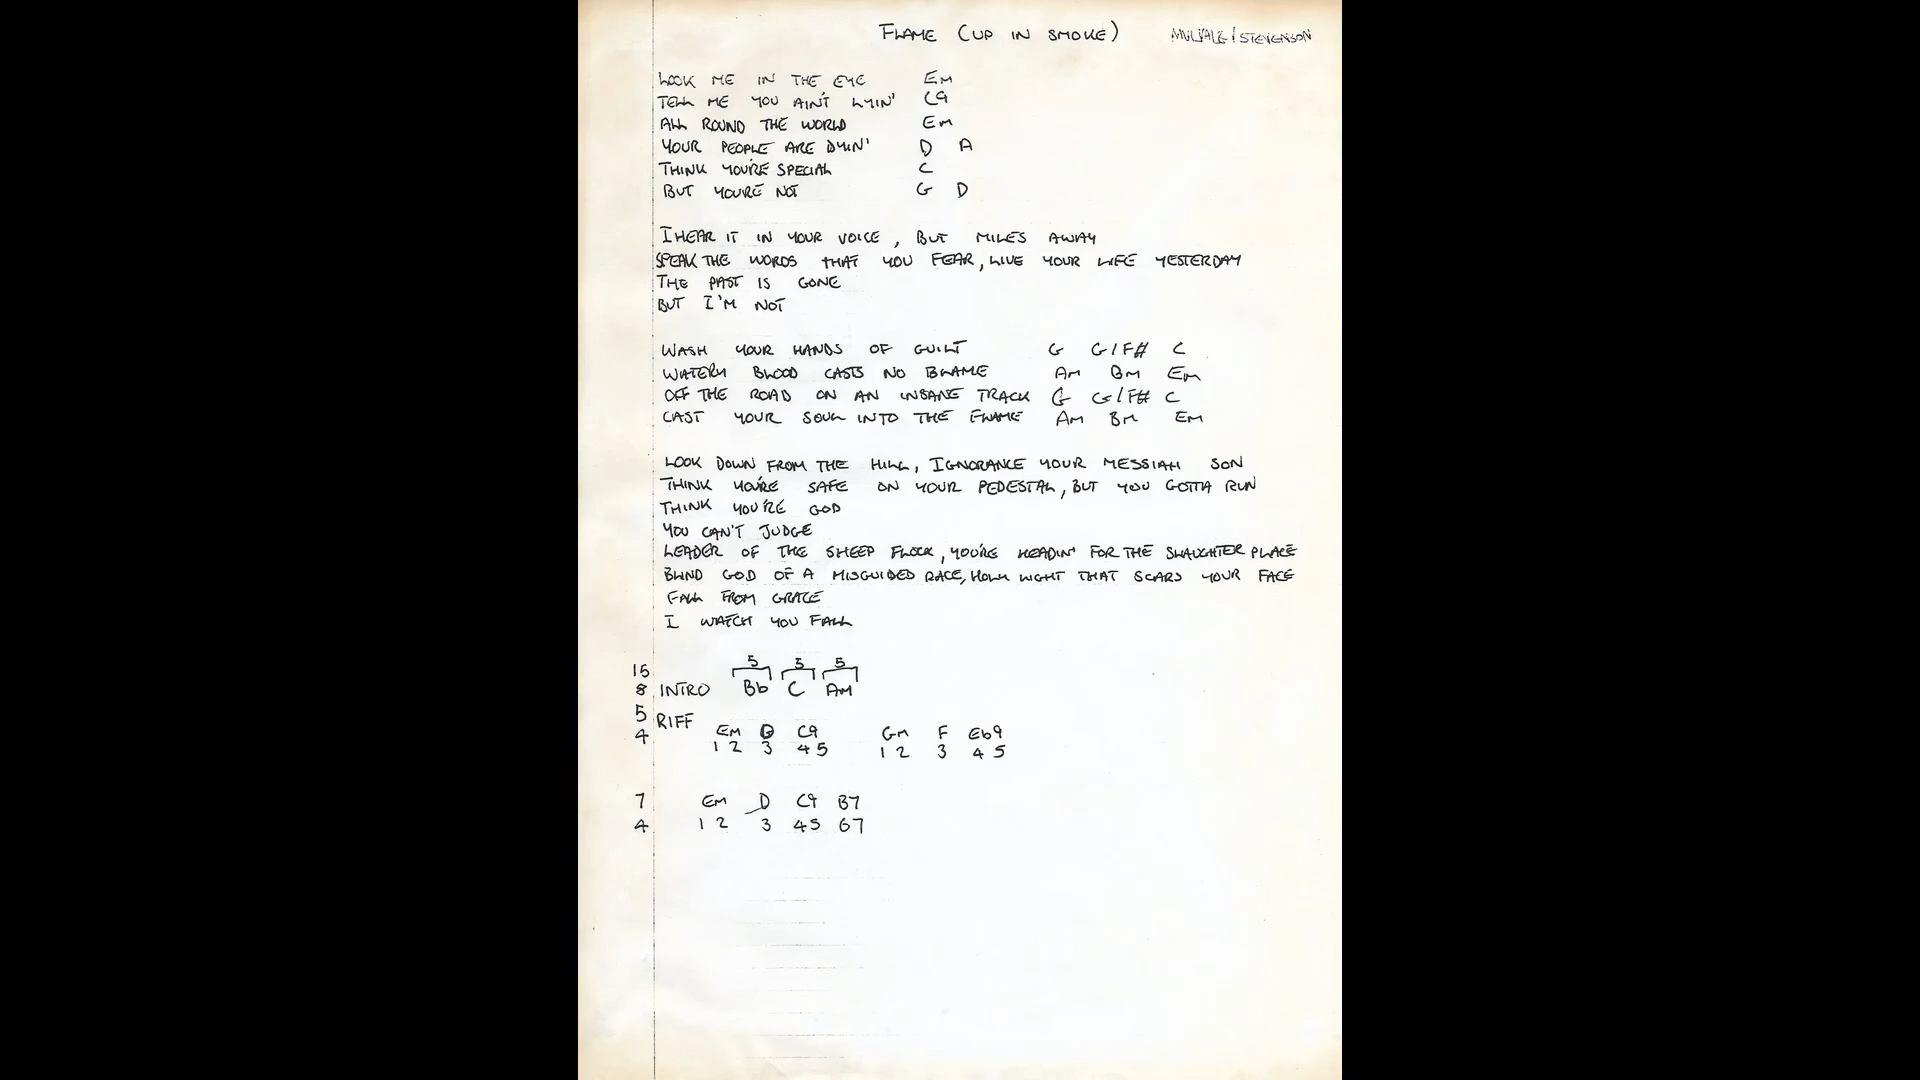 FLAME (UP IN SMOKE) MULVALE / STEVENSON
LOOK ME IN THE EYE Em
TELL ME YOU AIN'T LYIN' C9
ALL ROUND THE WORLD Em
YOUR PEOPLE ARE DYIN' D A
THINK YOU'RE SPECIAL C
BUT YOU'RE NOT G D
I HEAR IT IN YOUR VOICE, BUT MILES AWAY
SPEAK THE WORDS THAT YOU FEAR, LIVE YOUR LIFE YESTERDAY
THE PAST IS GONE
BUT I'M NOT
WASH YOUR HANDS OF GUILT G G/F# C
WATERY BLOOD CASTS NO BLAME Am Bm Em
OFF THE ROAD ON AN INSANE TRACK G G/F# C
CAST YOUR SOUL INTO THE FLAME Am Bm Em
LOOK DOWN FROM THE HILL, IGNORANCE YOUR MESSIAH SON
THINK YOU'RE SAFE ON YOUR PEDESTAL, BUT YOU GOTTA RUN
THINK YOU'RE GOD
YOU CAN'T JUDGE
LEADER OF THE SHEEP FLOCK, YOU'RE HEADIN' FOR THE SLAUGHTER PLACE
BLIND GOD OF A MISGUIDED RACE, HOLY LIGHT THAT SCARS YOUR FACE
FALL FROM GRACE
I WATCH YOU FALL
15 5 5 5
8 INTRO Bb C Am
5 RIFF
4 Em D C9 Gm F Eb9
1 2 3 4 5 1 2 3 4 5
7 Em D C9 B7
4 1 2 3 4 5 6 7